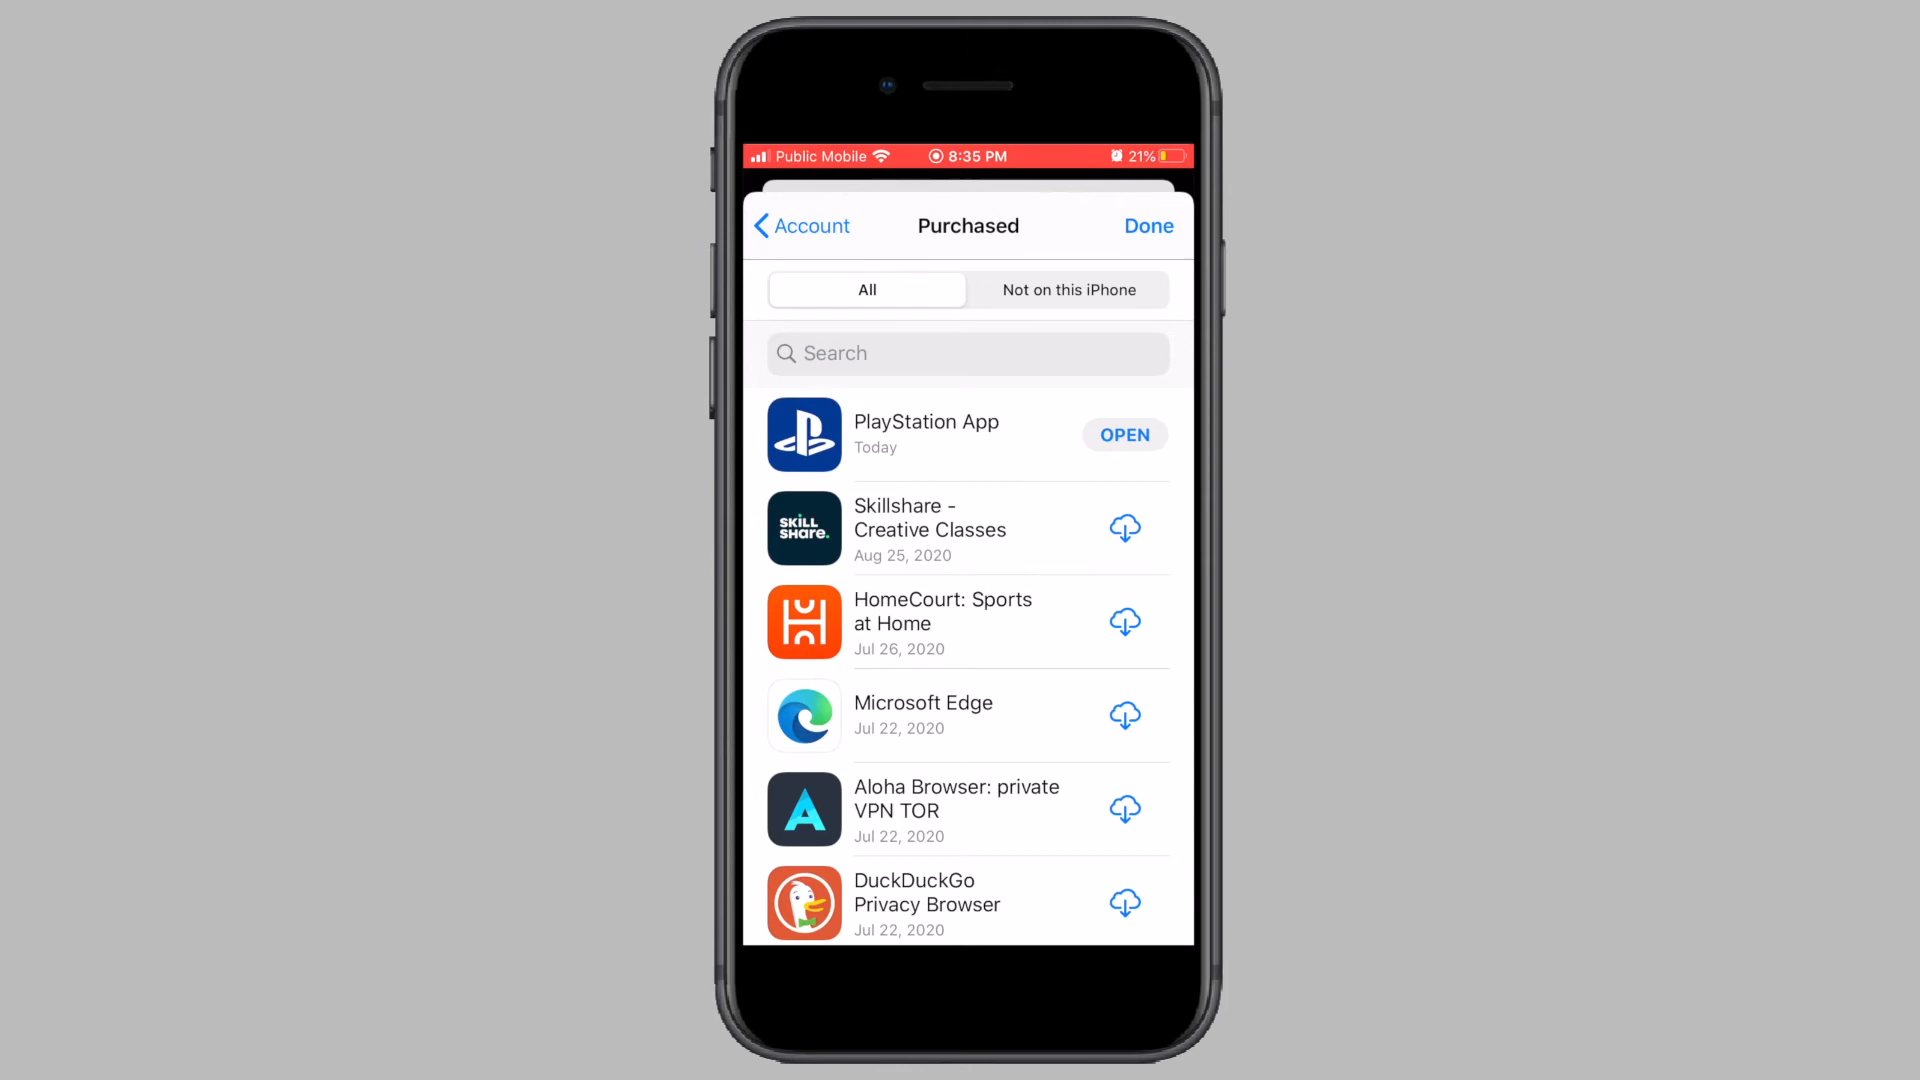 Public Mobile 8:35 PM 21%
Account Purchased Done
All Not on this iPhone
Search
PlayStation App
Today
OPEN
SKILL
SHare.
Skillshare -
Creative Classes
Aug 25, 2020
HomeCourt: Sports
at Home
Jul 26, 2020
Microsoft Edge
Jul 22, 2020
Aloha Browser: private
VPN TOR
Jul 22, 2020
DuckDuckGo
Privacy Browser
Jul 22, 2020